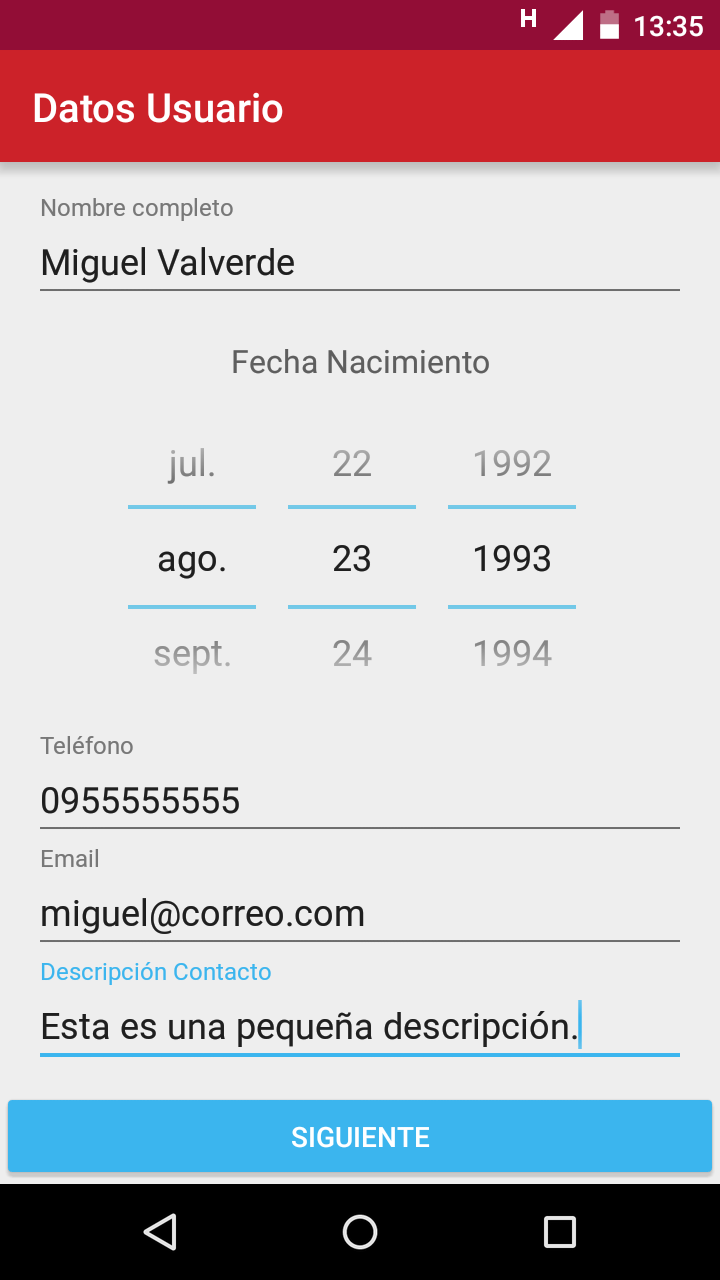 H 13:35
Datos Usuario
Nombre completo
Miguel Valverde
Fecha Nacimiento
jul. 22 1992
ago. 23 1993
sept. 24 1994
Teléfono
0955555555
Email
miguel@correo.com
Descripción Contacto
Esta es una pequeña descripción.
SIGUIENTE